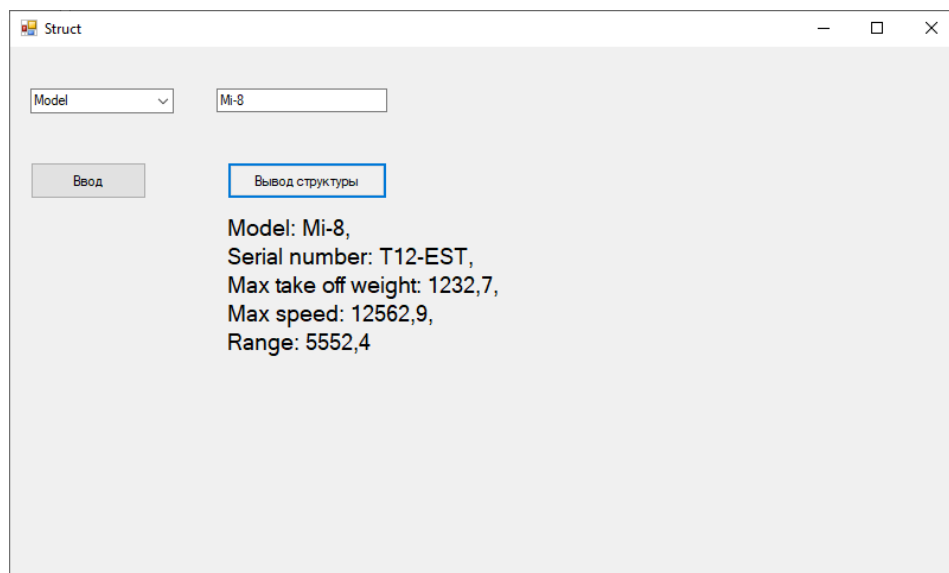 Struct
Model
Mi-8
Ввод
Вывод структуры
Model: Mi-8,
Serial number: T12-EST,
Max take off weight: 1232,7,
Max speed: 12562,9,
Range: 5552,4